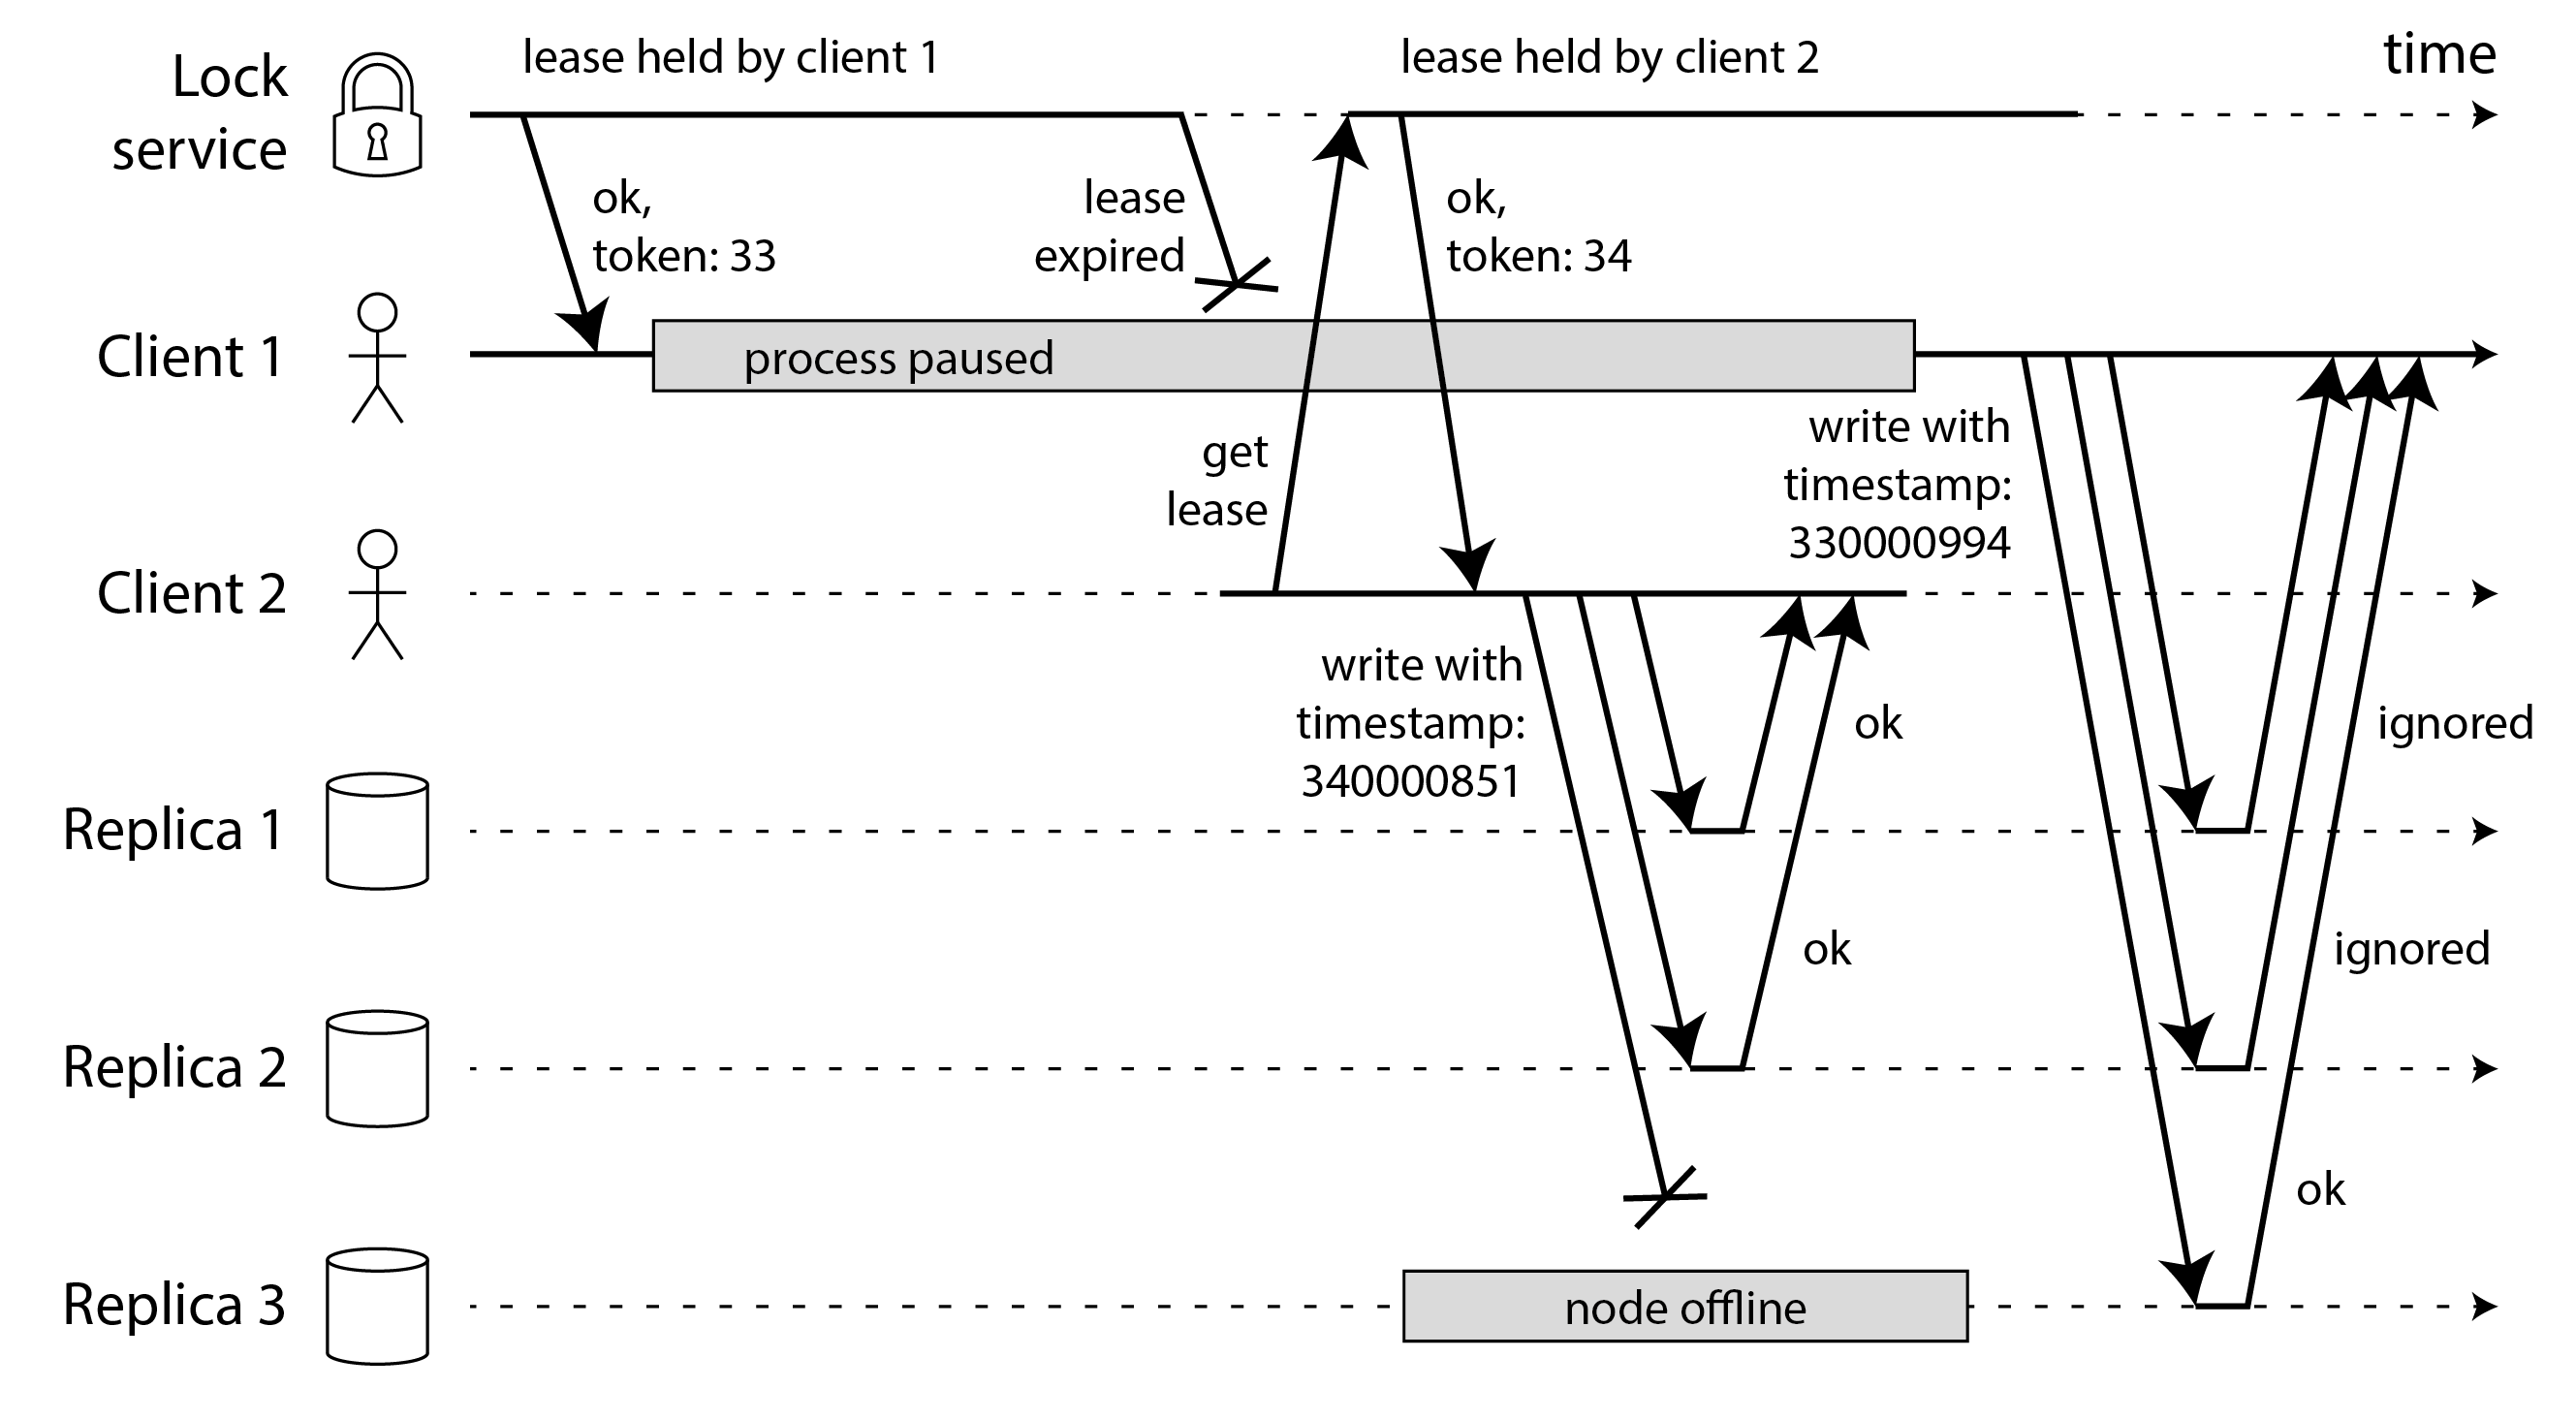 lease held by client 1
lease held by client 2
time
Lock
service
ok,
token: 33
lease
expired
ok,
token: 34
Client 1
process paused
get
lease
write with
timestamp:
330000994
Client 2
write with
timestamp:
340000851
ok
ignored
Replica 1
ok
ignored
Replica 2
ok
Replica 3
node offline